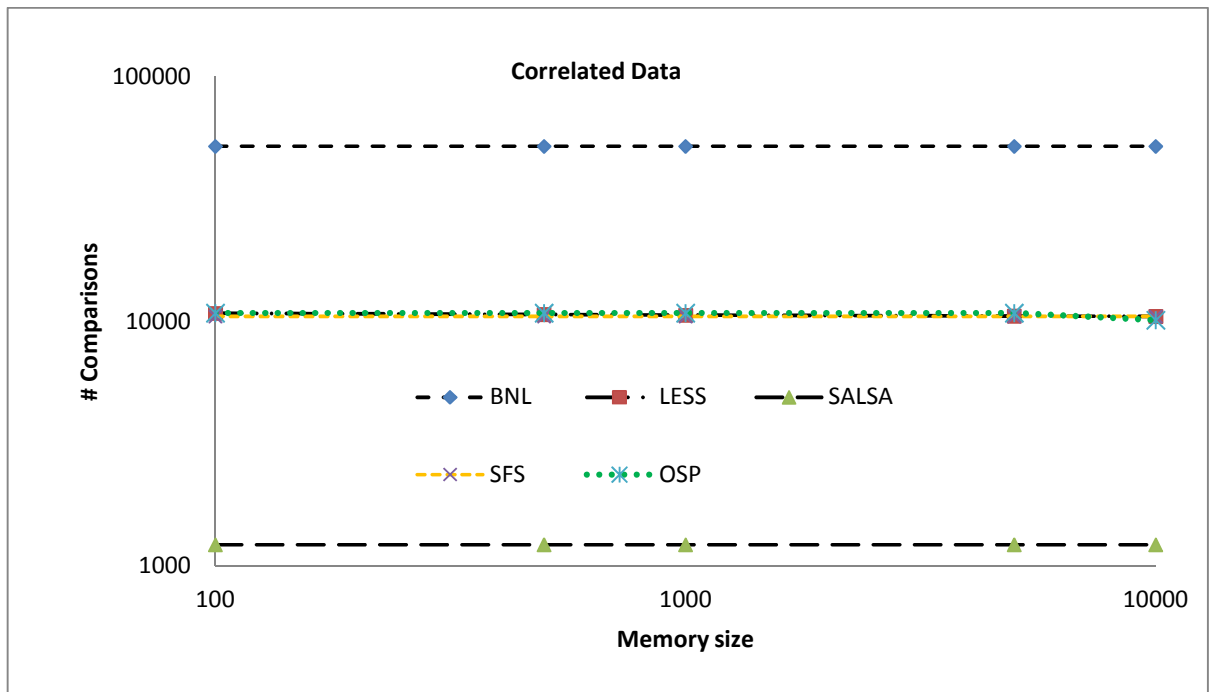 Correlated Data
100000
10000
1000
# Comparisons
BNL LESS SALSA
SFS OSP
100 1000 10000
Memory size